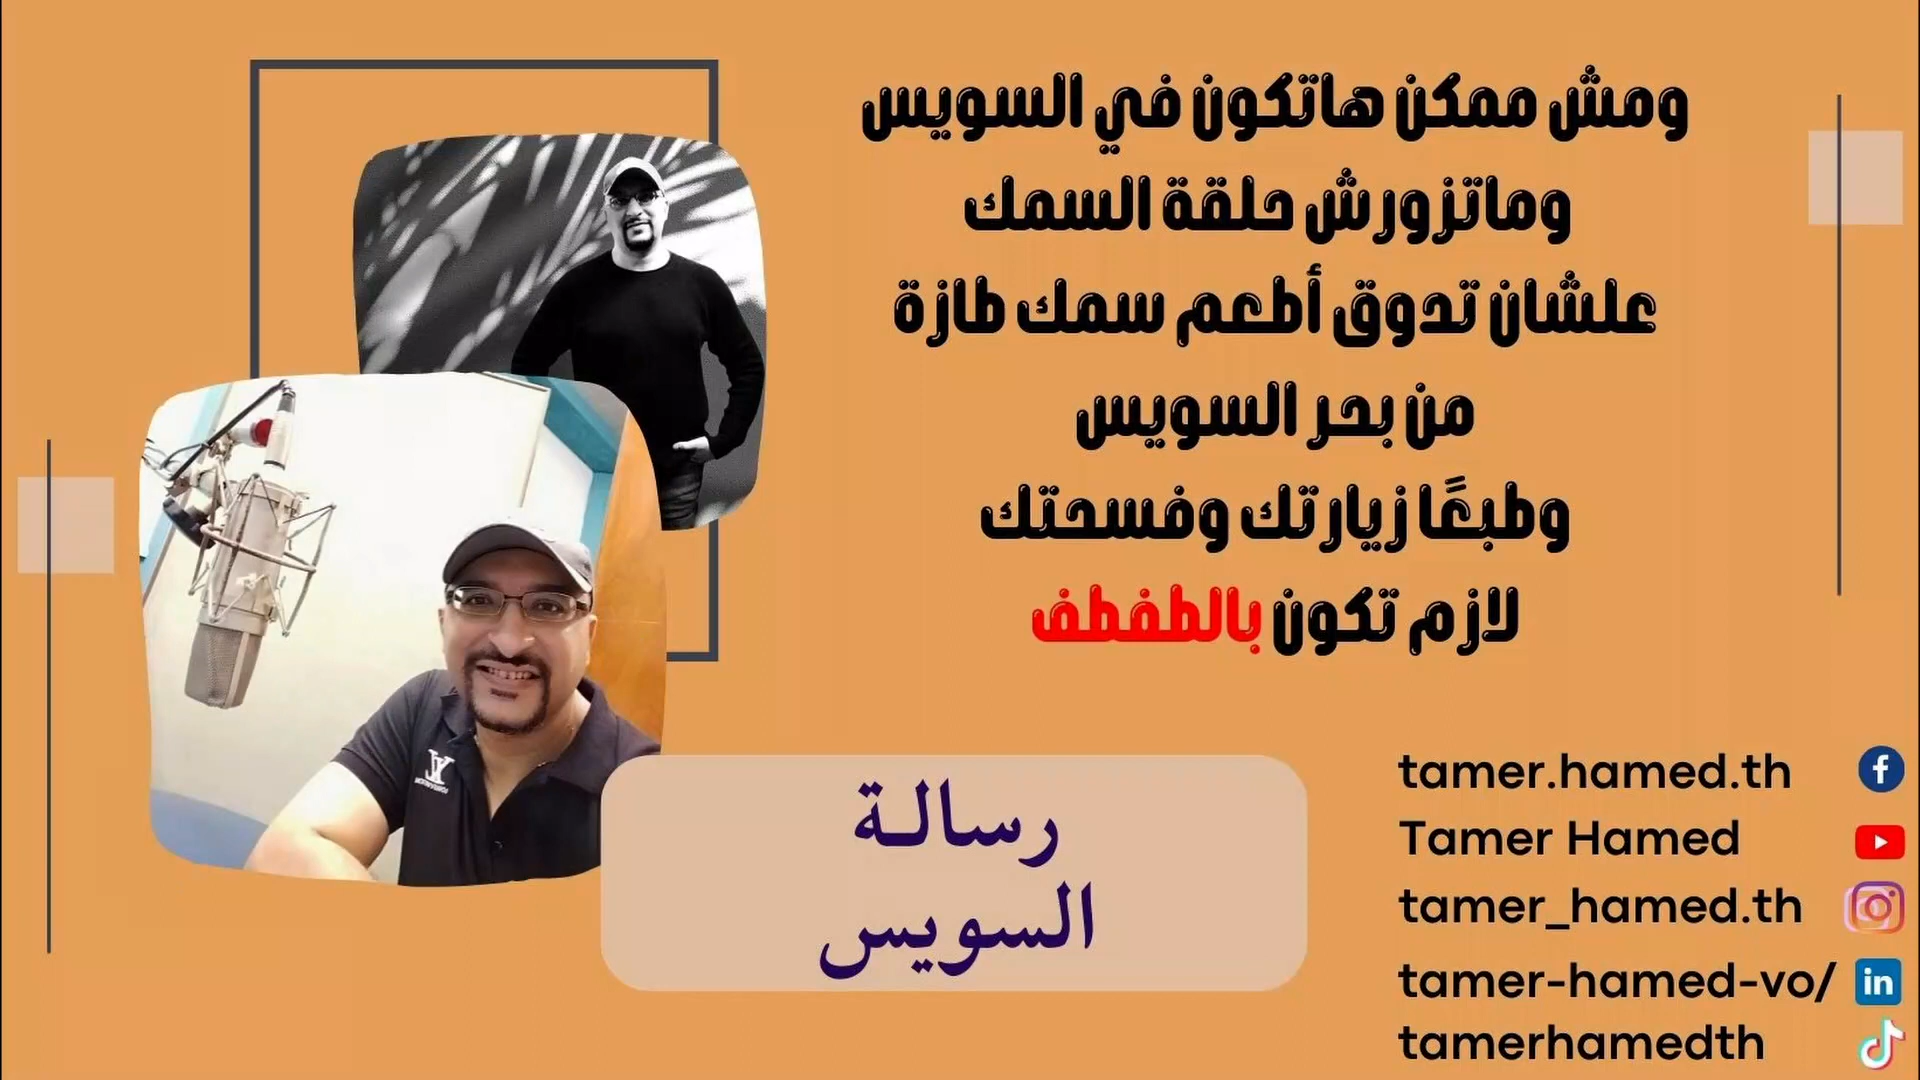 ومش ممكن هاتكون في السويس
وماتزورش حلقة السمك
علشان تدوق أطعم سمك طازة
من بحر السويس
وطبعًا زيارتك وفسحتك
لازم تكون بالطفطف
رسالة
السويس
tamer.hamed.th
Tamer Hamed
tamer_hamed.th
tamer-hamed-vo/
tamerhamedth